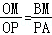 OM/OP = BM/PA